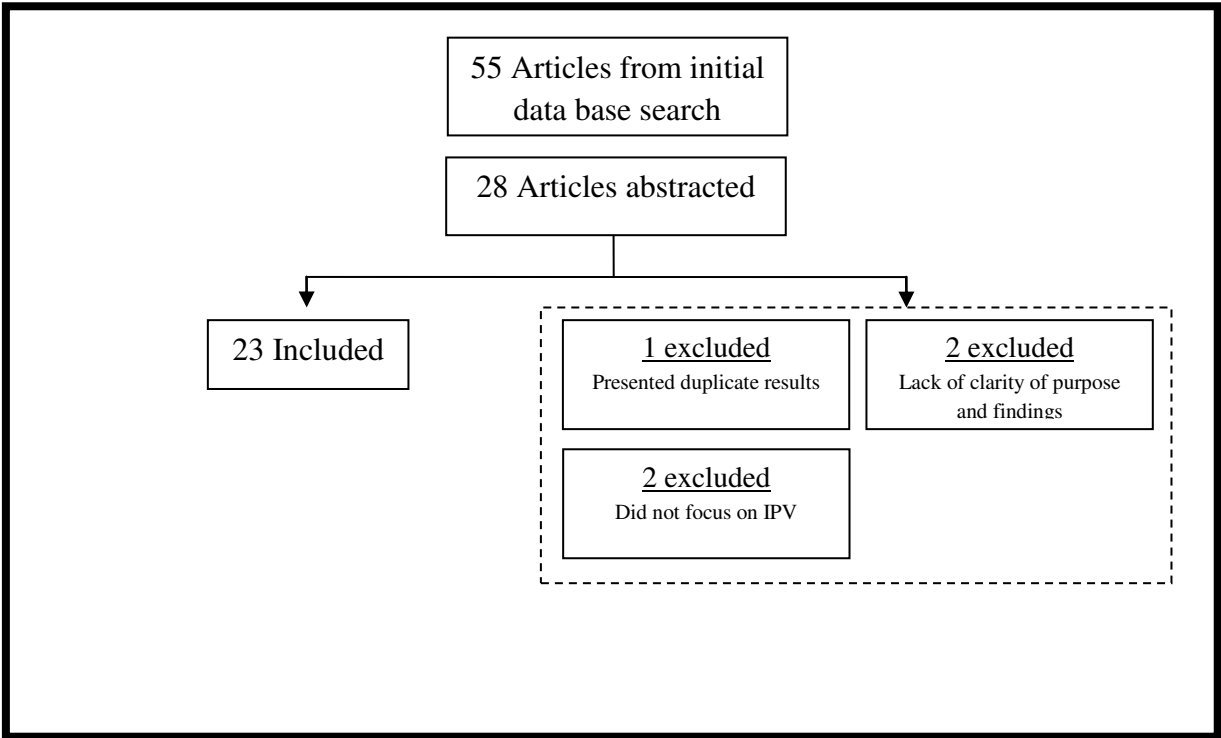 55 Articles from initial
data base search
28 Articles abstracted
23 Included
1 excluded
Presented duplicate results
2 excluded
Lack of clarity of purpose
and findings
2 excluded
Did not focus on IPV